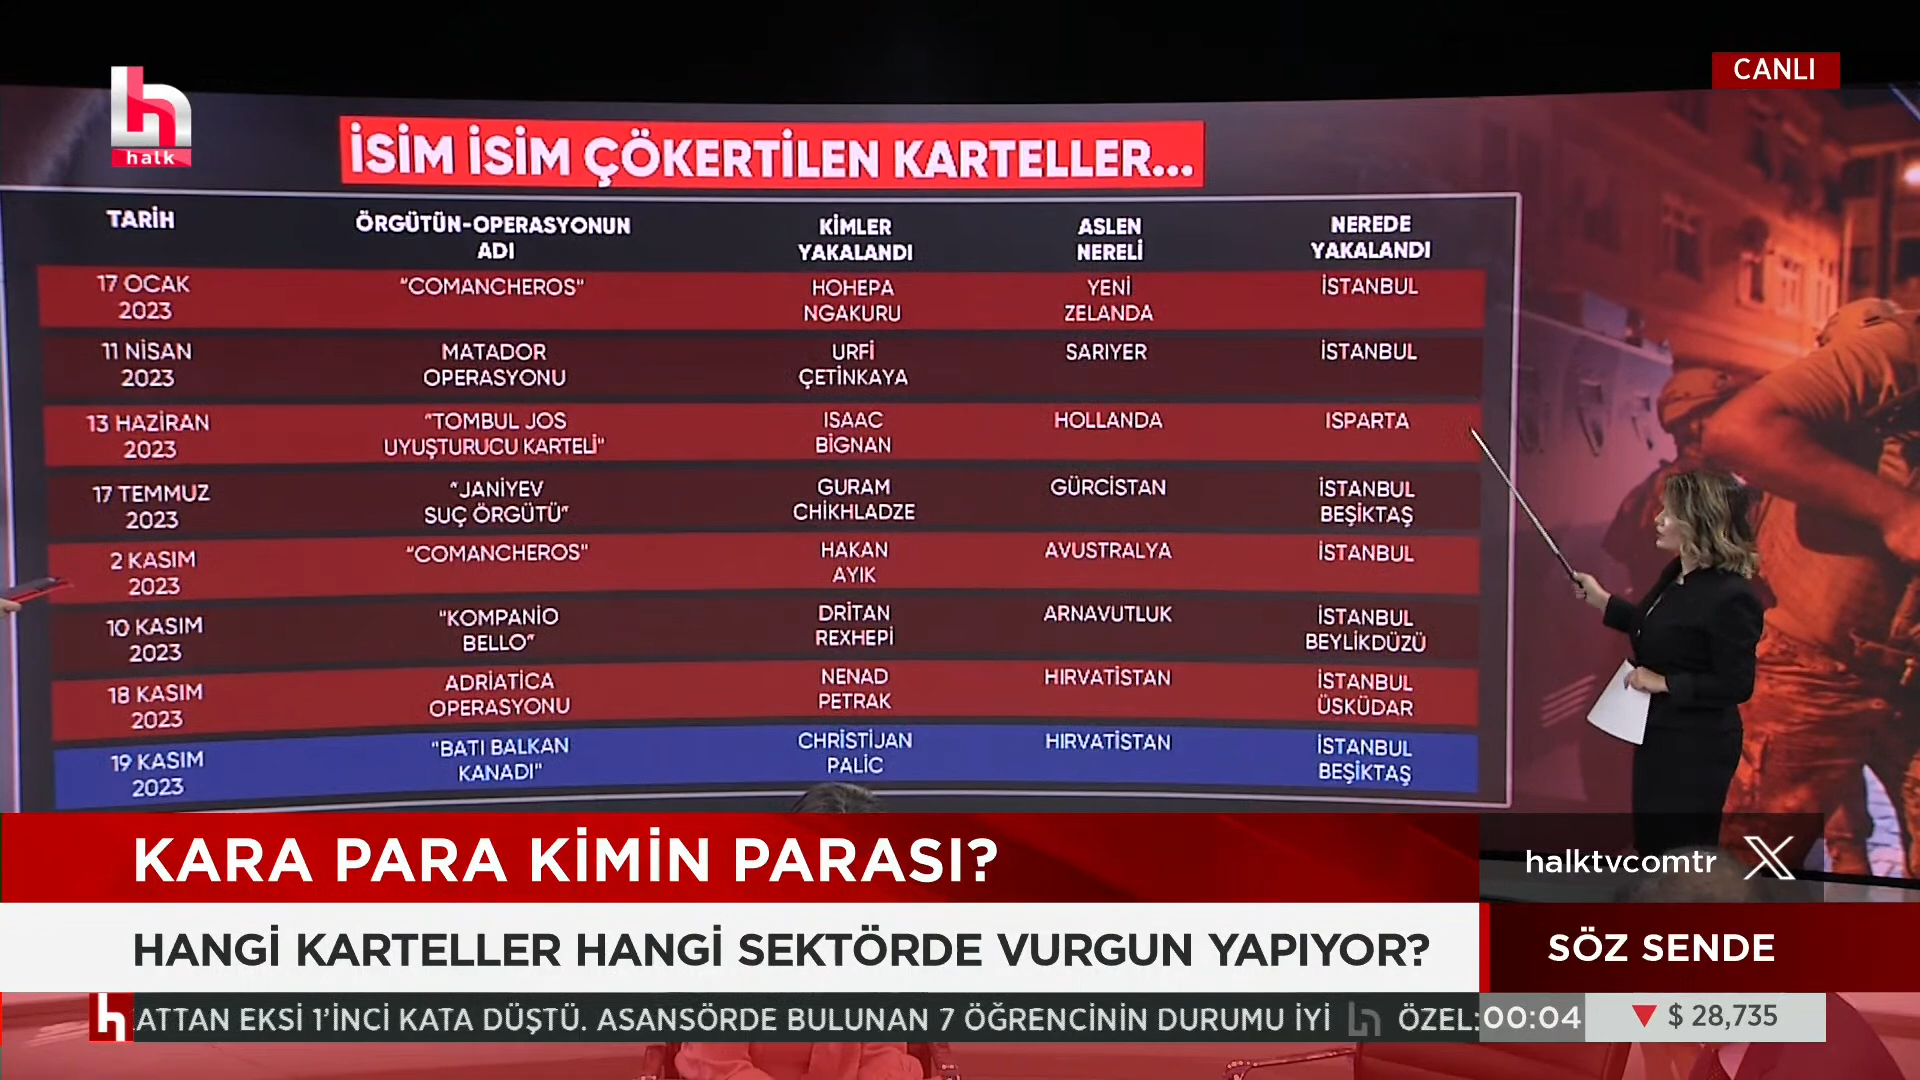 h
halk
CANLI
İSİM İSİM ÇÖKERTİLEN KARTELLER...
TARİH
ÖRGÜTÜN-OPERASYONUN
ADI
KİMLER
YAKALANDI
ASLEN
NERELİ
NEREDE
YAKALANDI
17 OCAK
2023
"COMANCHEROS"
HOHEPA
NGAKURU
YENİ
ZELANDA
İSTANBUL
11 NİSAN
2023
MATADOR
OPERASYONU
URFİ
ÇETİNKAYA
SARIYER
İSTANBUL
13 HAZİRAN
2023
"TOMBUL JOS
UYUŞTURUCU KARTELİ"
ISAAC
BİGNAN
HOLLANDA
ISPARTA
17 TEMMUZ
2023
"JANİYEV
SUÇ ÖRGÜTÜ"
GURAM
CHİKHLADZE
GÜRCİSTAN
İSTANBUL
BEŞİKTAŞ
2 KASIM
2023
"COMANCHEROS"
HAKAN
AYIK
AVUSTRALYA
İSTANBUL
10 KASIM
2023
"KOMPANİO
BELLO"
DRİTAN
REXHEPİ
ARNAVUTLUK
İSTANBUL
BEYLİKDÜZÜ
18 KASIM
2023
ADRİATİCA
OPERASYONU
NENAD
PETRAK
HIRVATİSTAN
İSTANBUL
ÜSKÜDAR
19 KASIM
2023
"BATI BALKAN
KANADI"
CHRİSTİJAN
PALİC
HIRVATİSTAN
İSTANBUL
BEŞİKTAŞ
KARA PARA KİMİN PARASI?
halktvcomtr X
HANGİ KARTELLER HANGİ SEKTÖRDE VURGUN YAPIYOR?
SÖZ SENDE
h KATTAN EKSİ 1'İNCİ KATA DÜŞTÜ. ASANSÖRDE BULUNAN 7 ÖĞRENCİNİN DURUMU İYİ h ÖZEL: 00:04 $ 28,735